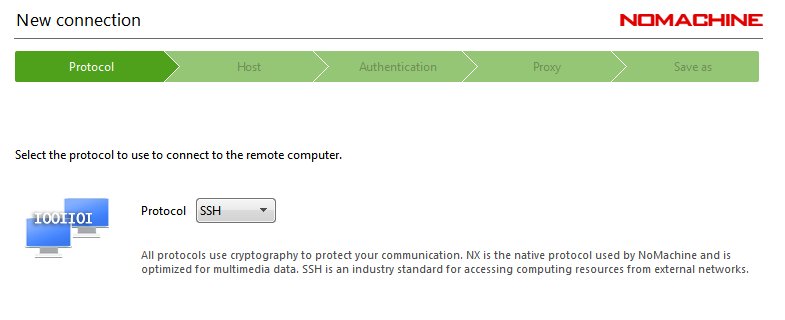 New connection
NOMACHINE
Protocol
Host
Authentication
Proxy
Save as
Select the protocol to use to connect to the remote computer.
I00II0I
Protocol SSH
All protocols use cryptography to protect your communication. NX is the native protocol used by NoMachine and is
optimized for multimedia data. SSH is an industry standard for accessing computing resources from external networks.